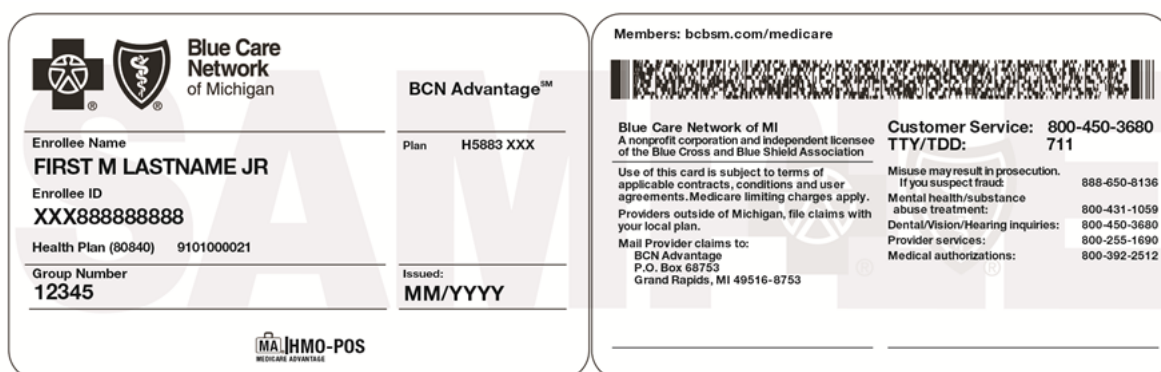 Blue Care
Network
of Michigan
® ®
BCN Advantage℠
Enrollee Name
FIRST M LASTNAME JR
Plan H5883 XXX
Enrollee ID
XXX888888888
Health Plan (80840) 9101000021
Group Number
12345
Issued:
MM/YYYY
MA HMO-POS
MEDICARE ADVANTAGE
Members: bcbsm.com/medicare
Blue Care Network of MI
A nonprofit corporation and independent licensee
of the Blue Cross and Blue Shield Association
Use of this card is subject to terms of
applicable contracts, conditions and user
agreements. Medicare limiting charges apply.
Providers outside of Michigan, file claims with
your local plan.
Mail Provider claims to:
BCN Advantage
P.O. Box 68753
Grand Rapids, MI 49516-8753
Customer Service: 800-450-3680
TTY/TDD: 711
Misuse may result in prosecution.
If you suspect fraud: 888-650-8136
Mental health/substance
abuse treatment: 800-431-1059
Dental/Vision/Hearing inquiries: 800-450-3680
Provider services: 800-255-1690
Medical authorizations: 800-392-2512
SAMPLE